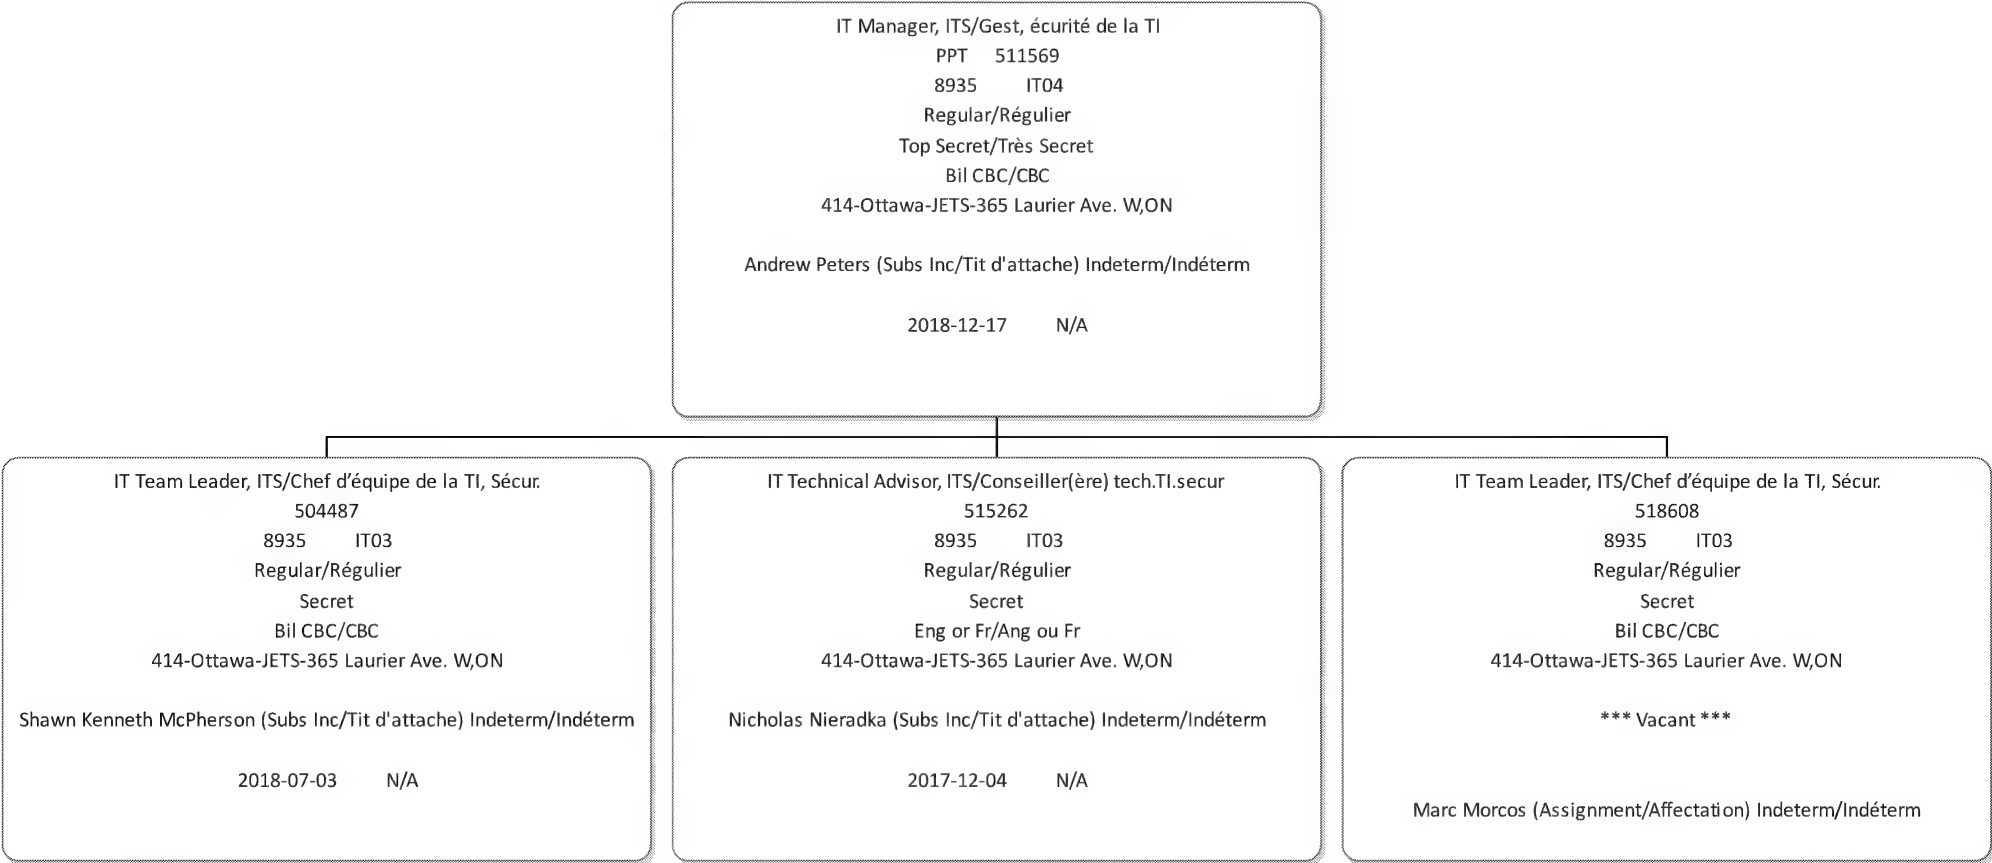 IT Manager, ITS/Gest, écurité de la TI
PPT 511569
8935 IT04
Regular/Régulier
Top Secret/Très Secret
Bil CBC/CBC
414-Ottawa-JETS-365 Laurier Ave. W,ON
Andrew Peters (Subs Inc/Tit d'attache) Indeterm/Indéterm
2018-12-17 N/A
IT Team Leader, ITS/Chef d’équipe de la TI, Sécur.
504487
8935 IT03
Regular/Régulier
Secret
Bil CBC/CBC
414-Ottawa-JETS-365 Laurier Ave. W,ON
Shawn Kenneth McPherson (Subs Inc/Tit d'attache) Indeterm/Indéterm
2018-07-03 N/A
IT Technical Advisor, ITS/Conseiller(ère) tech.TI.secur
515262
8935 IT03
Regular/Régulier
Secret
Eng or Fr/Ang ou Fr
414-Ottawa-JETS-365 Laurier Ave. W,ON
Nicholas Nieradka (Subs Inc/Tit d'attache) Indeterm/Indéterm
2017-12-04 N/A
IT Team Leader, ITS/Chef d’équipe de la TI, Sécur.
518608
8935 IT03
Regular/Régulier
Secret
Bil CBC/CBC
414-Ottawa-JETS-365 Laurier Ave. W,ON
*** Vacant ***
Marc Morcos (Assignment/Affectation) Indeterm/Indéterm